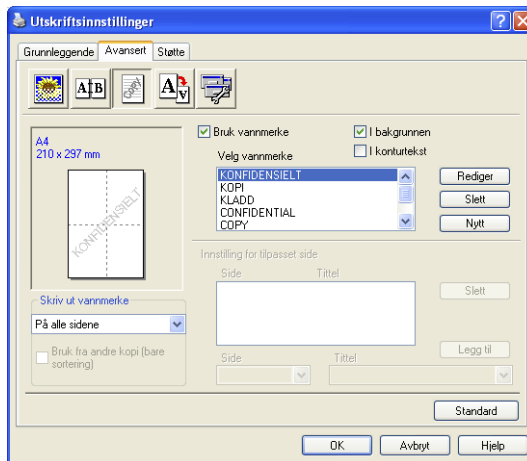 Utskriftsinnstillinger
Grunnleggende Avansert Støtte
A B COPY A V
A4
210 x 297 mm
KONFIDENSIELT
Skriv ut vannmerke
På alle sidene
Bruk fra andre kopi (bare
sortering)
Bruk vannmerke
I bakgrunnen
I konturtekst
Velg vannmerke
KONFIDENSIELT
KOPI
KLADD
CONFIDENTIAL
COPY
Rediger
Slett
Nytt
Innstilling for tilpasset side
Side Tittel
Slett
Legg til
Side Tittel
Standard
OK Avbryt Hjelp